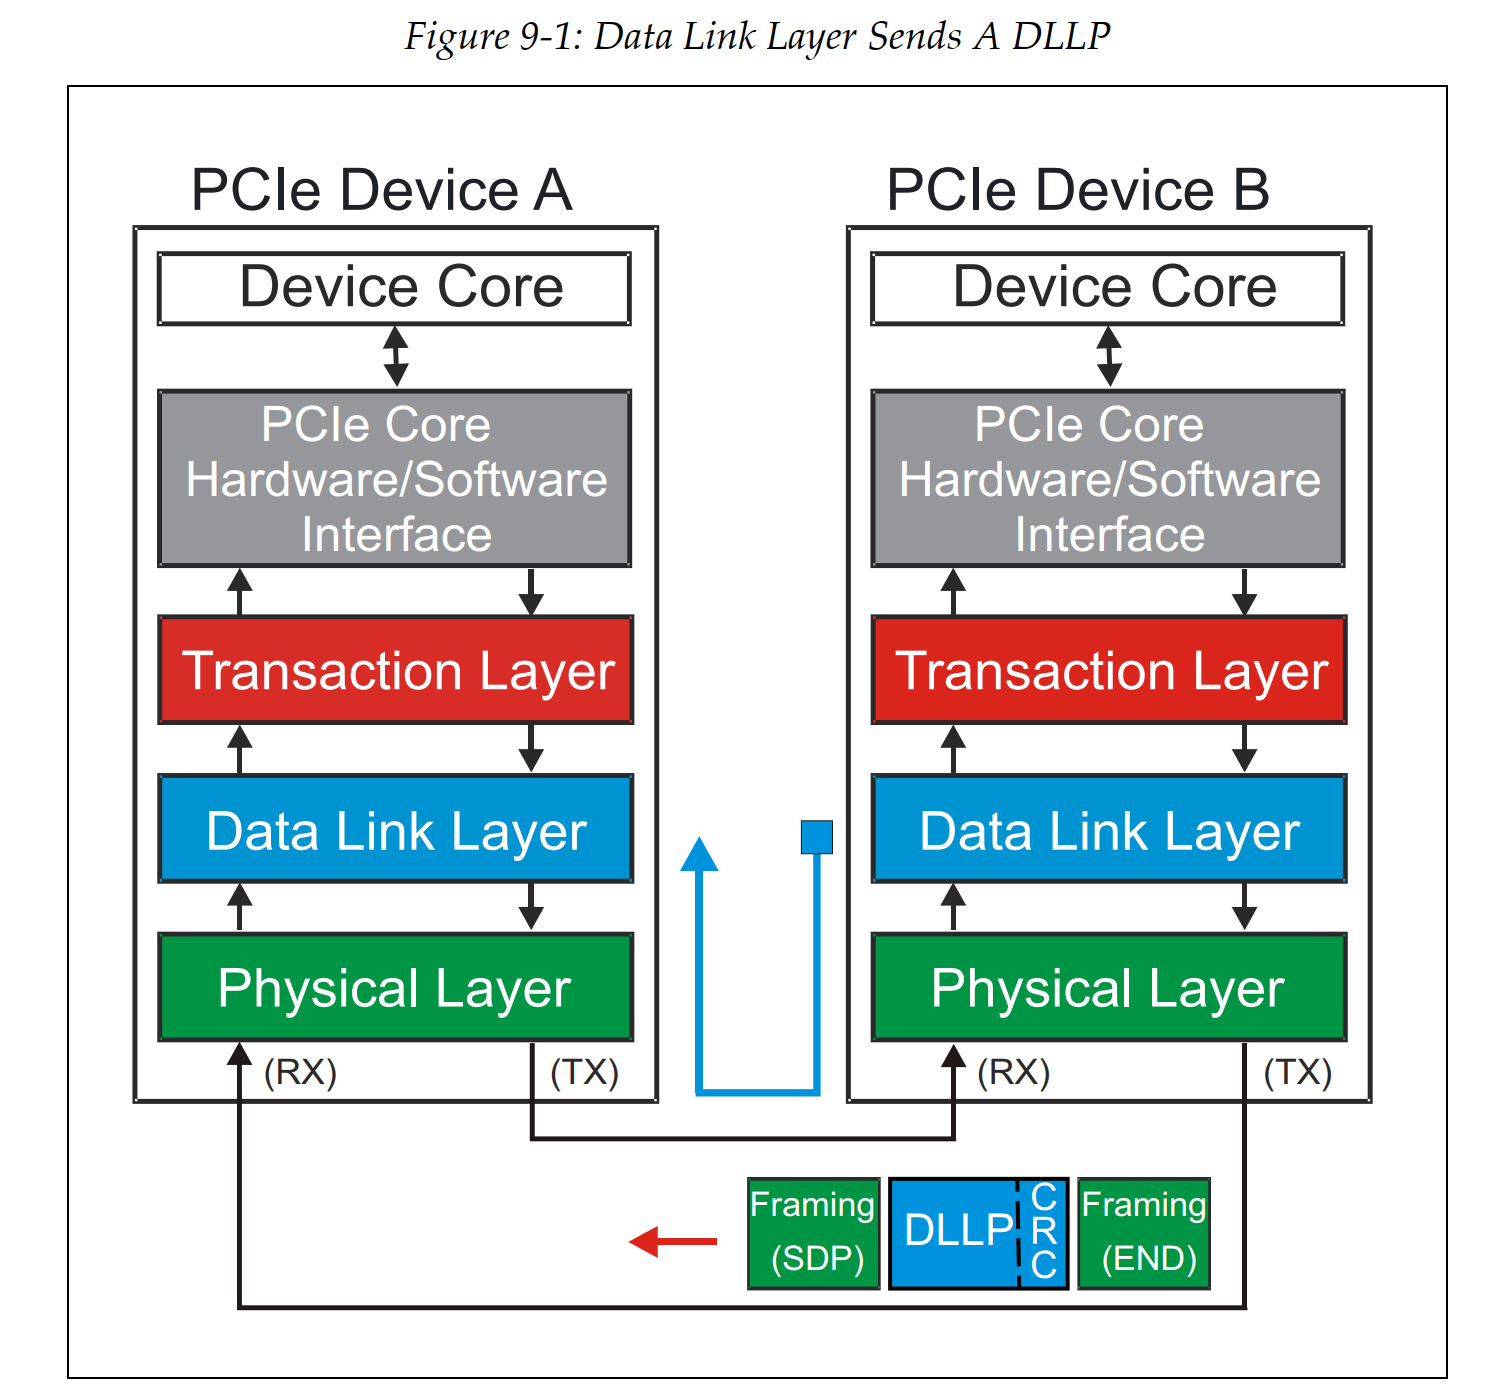 Figure 9-1: Data Link Layer Sends A DLLP
PCIe Device A
Device Core
PCIe Core
Hardware/Software
Interface
Transaction Layer
Data Link Layer
Physical Layer
(RX)
(TX)
PCIe Device B
Device Core
PCIe Core
Hardware/Software
Interface
Transaction Layer
Data Link Layer
Physical Layer
(RX)
(TX)
Framing
(SDP)
DLLP
CRC
Framing
(END)